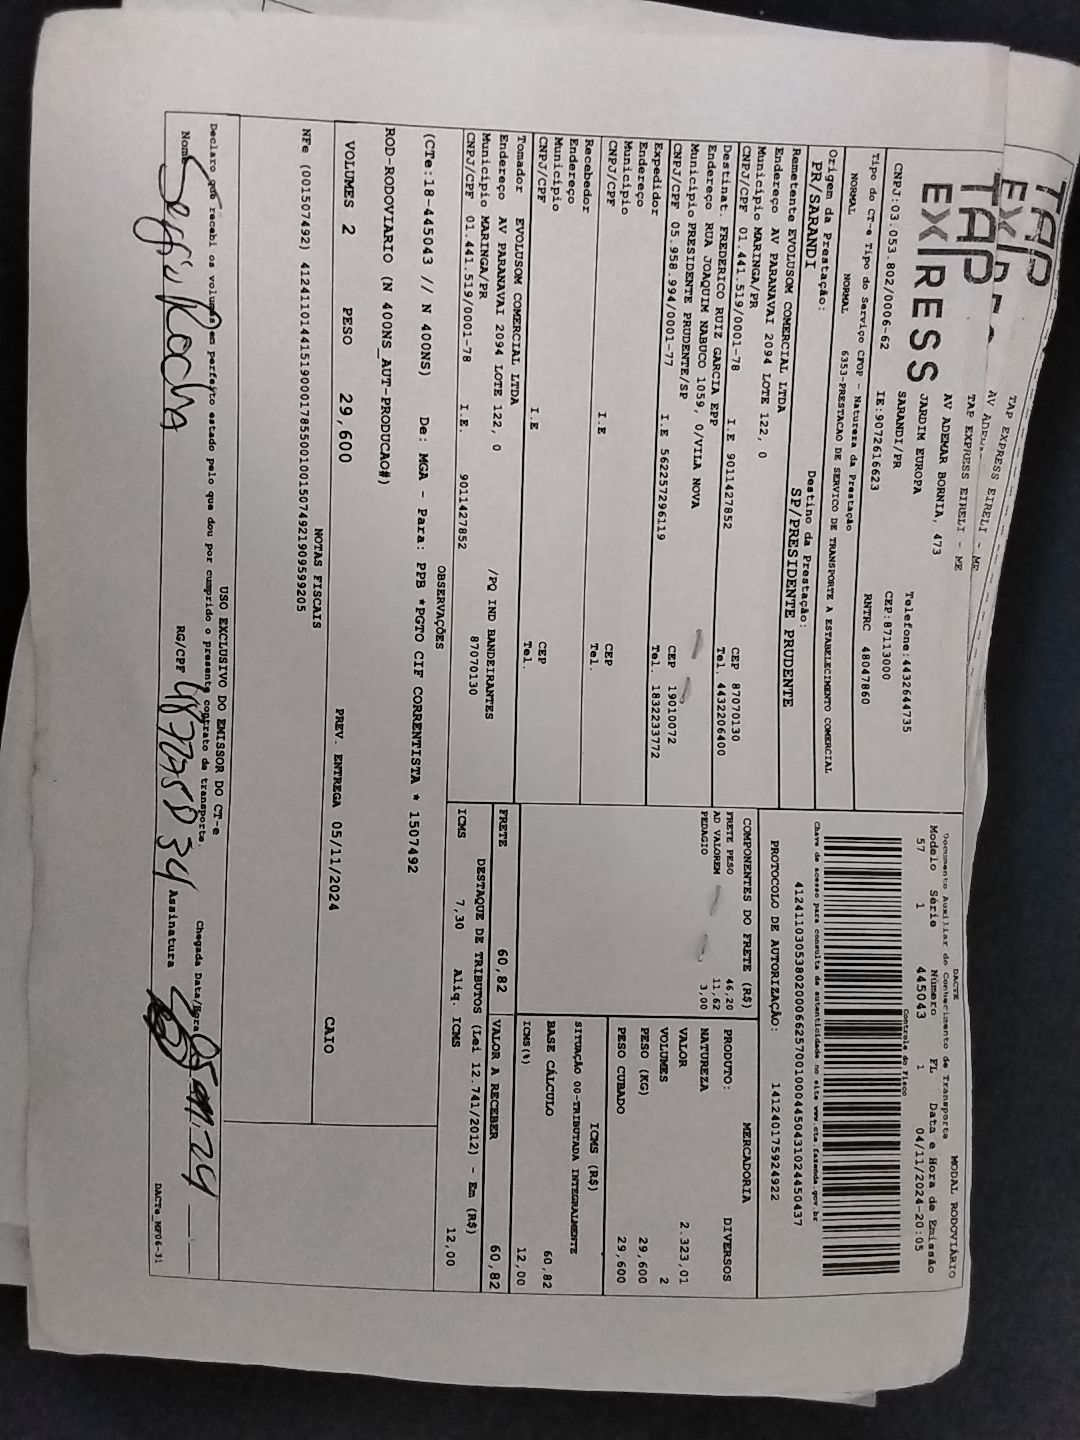 TAP EXPRESS EIRELI - ME
AV
TAP EXPRESS EIRELI - ME
TAP EXPRESS
AV ADEMAR BORNIA, 473
JARDIM EUROPA
SARANDI/PR
CNPJ:03.053.802/0006-62 IE:9072616623
Telefone:4432644735
CEP:87113000
RNTRC 48047860
Tipo do CT-e Tipo do Serviço CFOP - Natureza da Prestação
NORMAL NORMAL 6353-PRESTACAO DE SERVICO DE TRANSPORTE A ESTABELECIMENTO COMERCIAL
Origem da Prestação: Destino da Prestação:
PR/SARANDI SP/PRESIDENTE PRUDENTE
Remetente EVOLUSOM COMERCIAL LTDA
Endereço AV PARANAVAI 2094 LOTE 122, 0
Município MARINGA/PR CEP 87070130
CNPJ/CPF 01.441.519/0001-78 I.E 9011427852 Tel. 4432206400
Destinat. FREDERICO RUIZ GARCIA EPP
Endereço RUA JOAQUIM NABUCO 1059, 0/VILA NOVA
Município PRESIDENTE PRUDENTE/SP CEP 19010072
CNPJ/CPF 05.958.994/0001-77 I.E 562257296119 Tel. 1832233772
Expedidor
Endereço
Município CEP
CNPJ/CPF I.E Tel.
Recebedor
Endereço
Município CEP
CNPJ/CPF I.E Tel.
Tomador EVOLUSOM COMERCIAL LTDA
Endereço AV PARANAVAI 2094 LOTE 122, 0 /PQ IND BANDEIRANTES
Município MARINGA/PR 87070130
CNPJ/CPF 01.441.519/0001-78 I.E. 9011427852
DACTE MODAL RODOVIÁRIO
Documento Auxiliar do Conhecimento de Transporte
Modelo Série Número FL Data e Hora de Emissão
57 1 445043 1 04/11/2024-20:05
Controle do Fisco
Chave de acesso para consulta de autenticidade no site www.cte.fazenda.gov.br
41241103053802000662570010004450431024450437
PROTOCOLO DE AUTORIZAÇÃO: 141240175924922
COMPONENTES DO FRETE (R$)
FRETE PESO 46,20
AD VALOREM 11,62
PEDAGIO 3,00
MERCADORIA
PRODUTO: DIVERSOS
NATUREZA
VALOR 2.323,01
VOLUMES 2
PESO (KG) 29,600
PESO CUBADO 29,600
ICMS (R$)
SITUAÇÃO 00-TRIBUTADA INTEGRALMENTE
BASE CÁLCULO 60,82
ICMS(%) 12,00
FRETE 60,82 VALOR A RECEBER 60,82
DESTAQUE DE TRIBUTOS (Lei 12.741/2012) - Em (R$)
ICMS 7,30 Aliq. ICMS 12,00
OBSERVAÇÕES
(CTe:18-445043 // N 400NS) De: MGA - Para: PPB *PGTO CIF CORRENTISTA * 1507492
ROD-RODOVIARIO (N 400NS_AUT-PRODUCAO#)
VOLUMES 2 PESO 29,600 PREV. ENTREGA 05/11/2024 CAIO
NOTAS FISCAIS
NFe (001507492) 41241101441519000178550010015074921909599205
USO EXCLUSIVO DO EMISSOR DO CT-e
Declaro que recebi os volumes em perfeito estado pelo que dou por cumprido o presente contrato de transporte.
Nome Rocha RG/CPF Assinatura
Chegada Data/Hora
DACTe_MF06-31